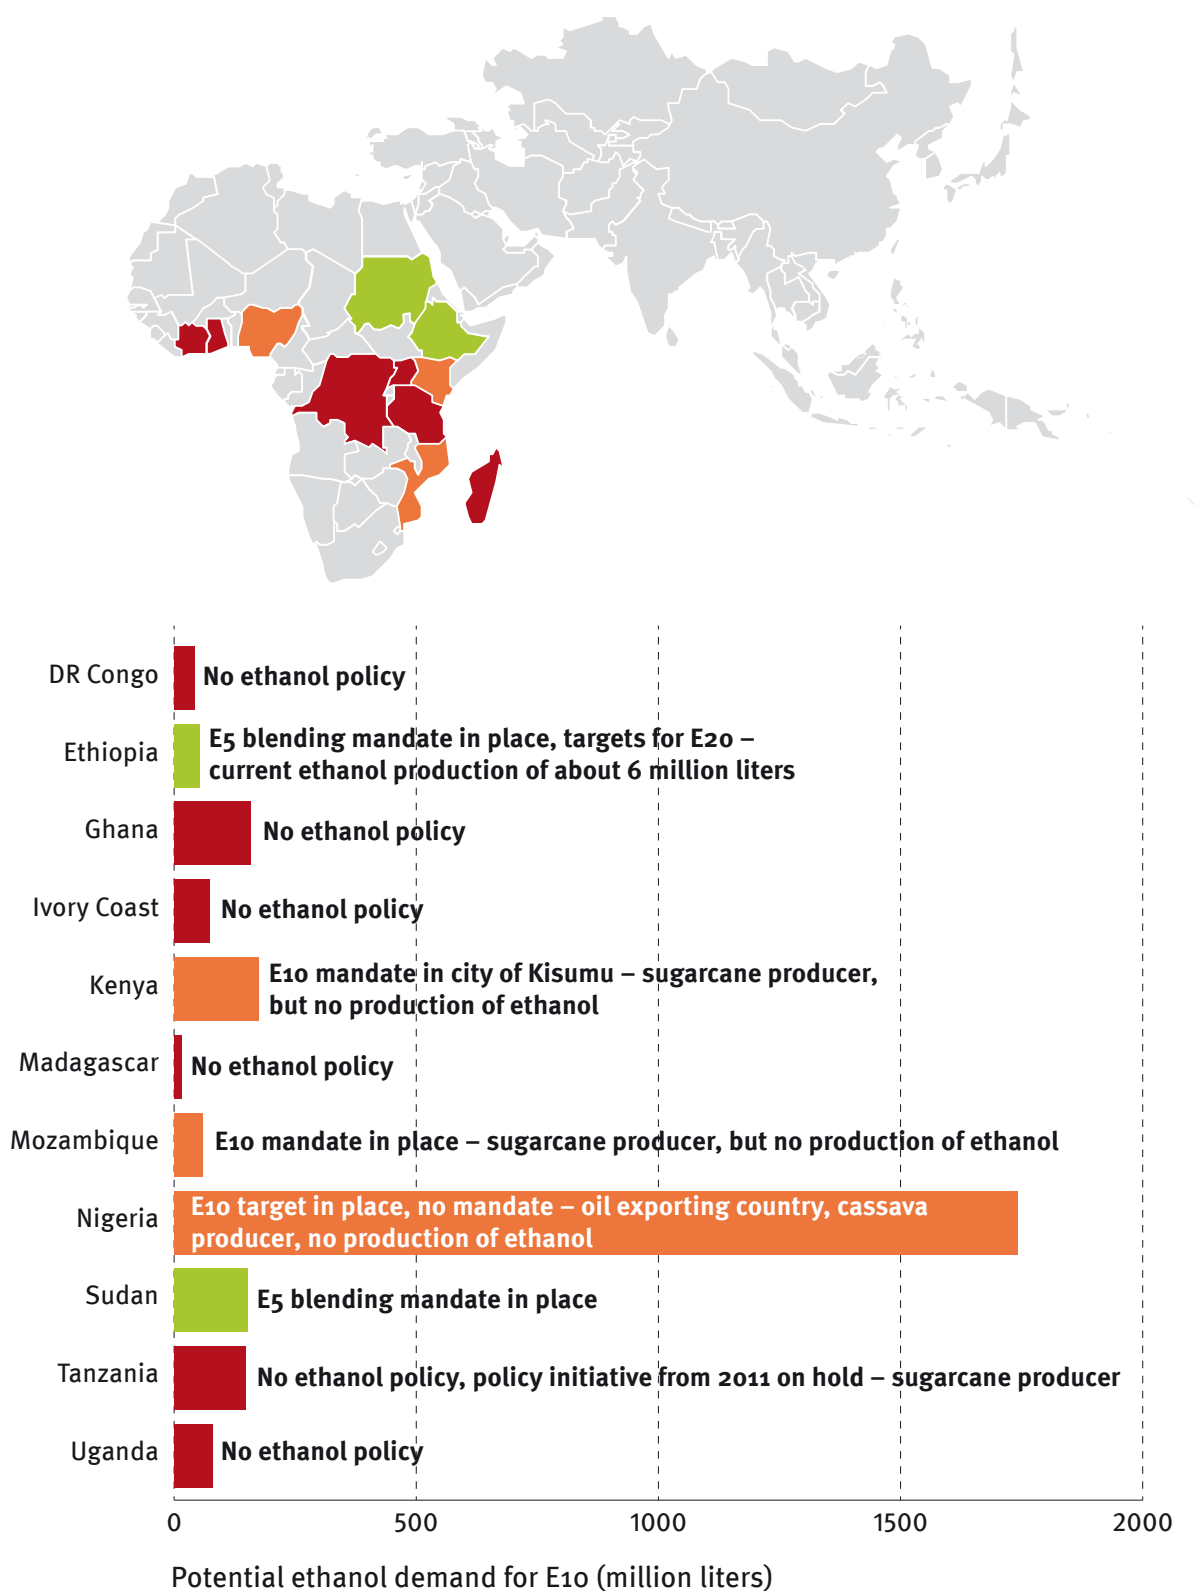 DR Congo
No ethanol policy
Ethiopia
E5 blending mandate in place, targets for E20 –
current ethanol production of about 6 million liters
Ghana
No ethanol policy
Ivory Coast
No ethanol policy
Kenya
E10 mandate in city of Kisumu – sugarcane producer,
but no production of ethanol
Madagascar
No ethanol policy
Mozambique
E10 mandate in place – sugarcane producer, but no production of ethanol
Nigeria
E10 target in place, no mandate – oil exporting country, cassava
producer, no production of ethanol
Sudan
E5 blending mandate in place
Tanzania
No ethanol policy, policy initiative from 2011 on hold – sugarcane producer
Uganda
No ethanol policy
0 500 1000 1500 2000
Potential ethanol demand for E10 (million liters)